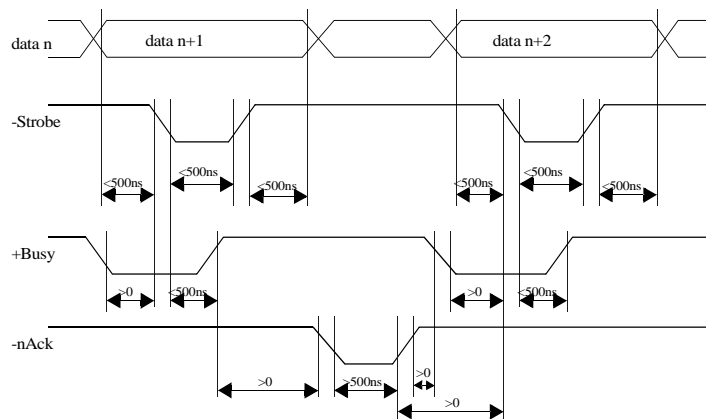 data n data n+1 data n+2
-Strobe
<500ns <500ns <500ns <500ns <500ns <500ns
+Busy
>0 <500ns >0 <500ns
-nAck
>0 >500ns >0 >0